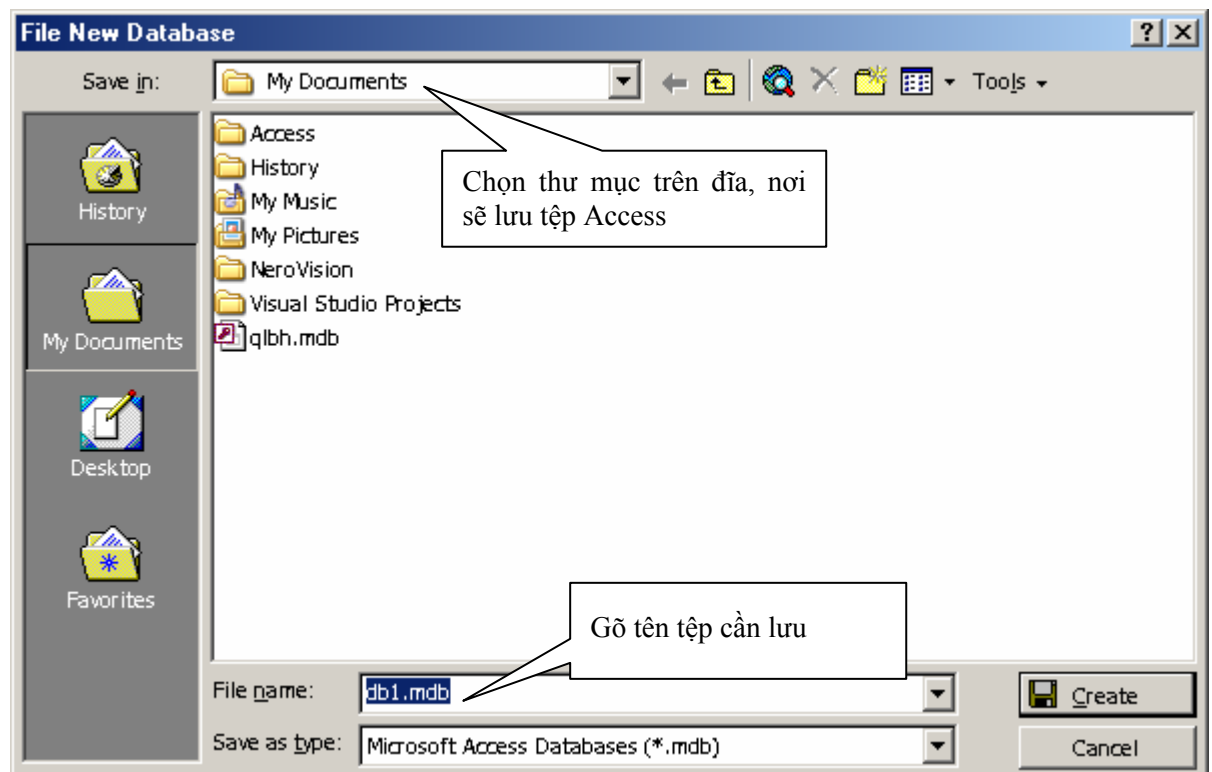 File New Database
Save in:
My Documents
Tools
History
My Documents
Desktop
Favorites
Access
History
My Music
My Pictures
NeroVision
Visual Studio Projects
qlbh.mdb
Chọn thư mục trên đĩa, nơi
sẽ lưu tệp Access
Gõ tên tệp cần lưu
File name:
db1.mdb
Create
Save as type:
Microsoft Access Databases (*.mdb)
Cancel